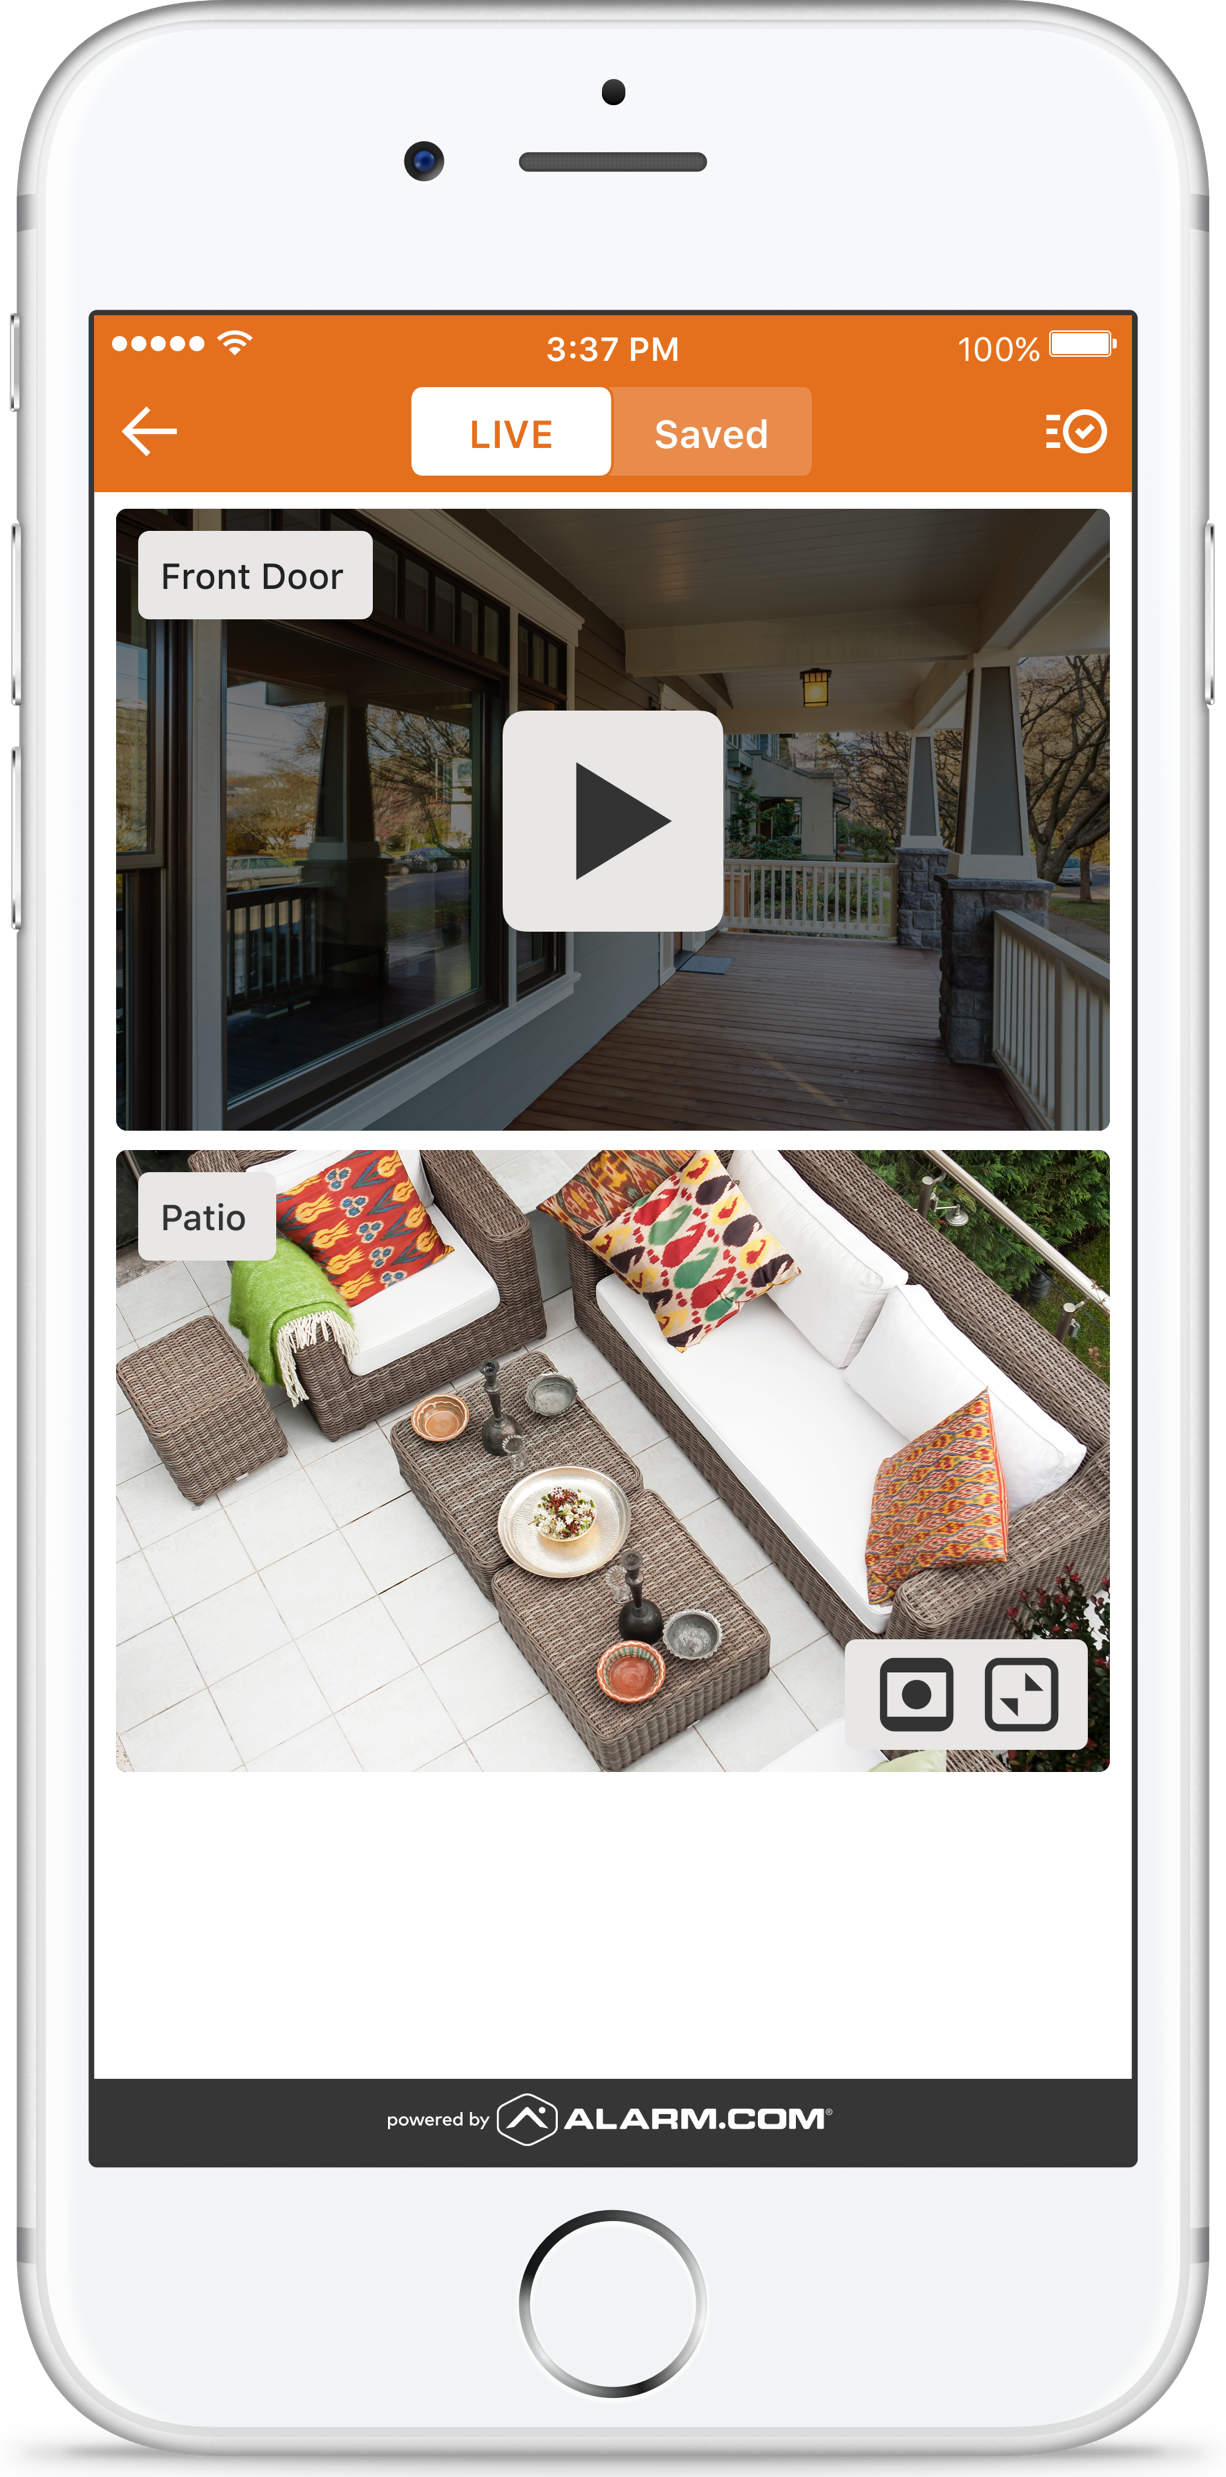 3:37 PM
100%
LIVE
Saved
Front Door
Patio
powered by ALARM.COM®